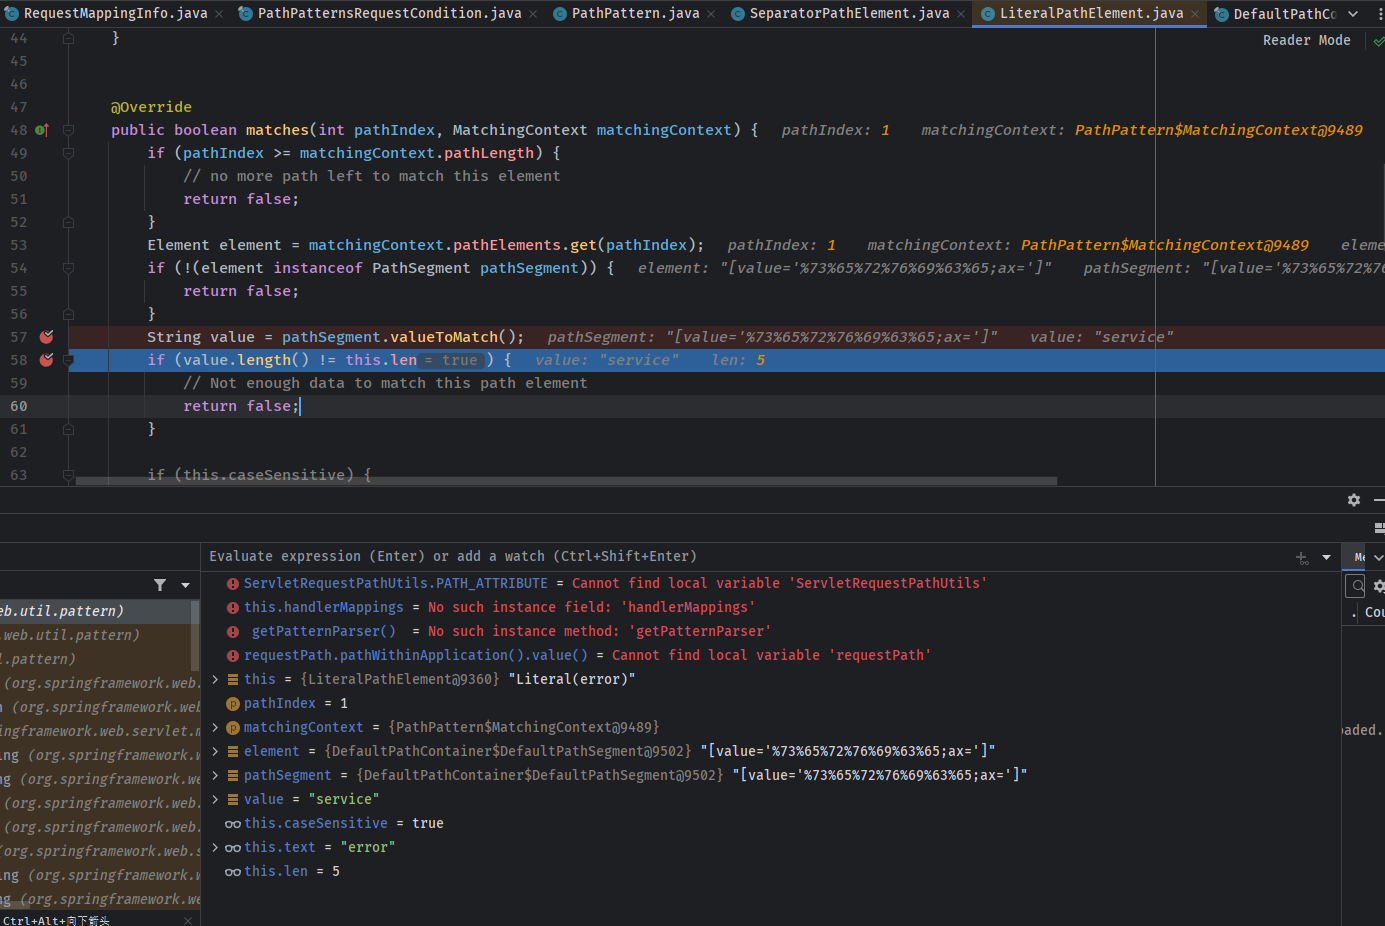 RequestMappingInfo.java × PathPatternsRequestCondition.java × PathPattern.java × SeparatorPathElement.java × LiteralPathElement.java × DefaultPathCo
Reader Mode
44 }
45
46
47 @Override
48 public boolean matches(int pathIndex, MatchingContext matchingContext) { pathIndex: 1 matchingContext: PathPattern$MatchingContext@9489
49 if (pathIndex >= matchingContext.pathLength) {
50 // no more path left to match this element
51 return false;
52 }
53 Element element = matchingContext.pathElements.get(pathIndex); pathIndex: 1 matchingContext: PathPattern$MatchingContext@9489 eleme
54 if (!(element instanceof PathSegment pathSegment)) { element: "[value='%73%65%72%76%69%63%65;ax=']" pathSegment: "[value='%73%65%72%76
55 return false;
56 }
57 String value = pathSegment.valueToMatch(); pathSegment: "[value='%73%65%72%76%69%63%65;ax=']" value: "service"
58 if (value.length() != this.len = true ) { value: "service" len: 5
59 // Not enough data to match this path element
60 return false;
61 }
62
63 if (this.caseSensitive) {
Evaluate expression (Enter) or add a watch (Ctrl+Shift+Enter)
ServletRequestPathUtils.PATH_ATTRIBUTE = Cannot find local variable 'ServletRequestPathUtils'
this.handlerMappings = No such instance field: 'handlerMappings'
getPatternParser() = No such instance method: 'getPatternParser'
requestPath.pathWithinApplication().value() = Cannot find local variable 'requestPath'
this = {LiteralPathElement@9360} "Literal(error)"
pathIndex = 1
matchingContext = {PathPattern$MatchingContext@9489}
element = {DefaultPathContainer$DefaultPathSegment@9502} "[value='%73%65%72%76%69%63%65;ax=']"
pathSegment = {DefaultPathContainer$DefaultPathSegment@9502} "[value='%73%65%72%76%69%63%65;ax=']"
value = "service"
this.caseSensitive = true
this.text = "error"
this.len = 5
eb.util.pattern)
.web.util.pattern)
l.pattern)
(org.springframework.web.
n (org.springframework.we
ingframework.web.servlet.m
ing (org.springframework.w
ng (org.springframework.we
(org.springframework.web.
(org.springframework.web.
(org.springframework.web.s
ing (org.springframework.w
ng (org.springframework.we
Ctrl+Alt+向下箭头 ×
Me
. Cou
oaded.